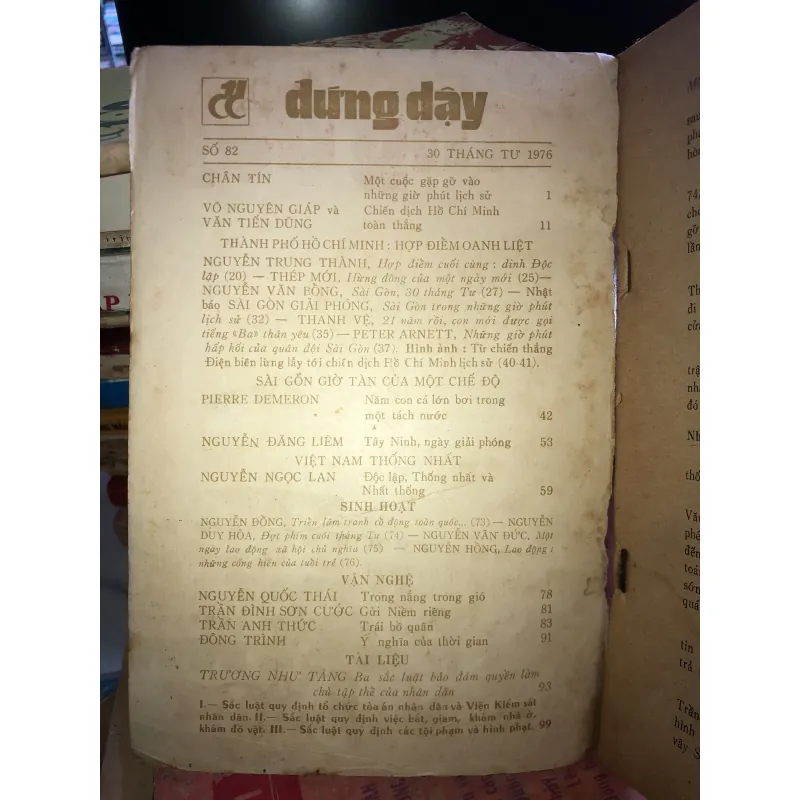 đứng dậy
SỐ 82 30 THÁNG TƯ 1976
CHÂN TÍN Một cuộc gặp gỡ vào
những giờ phút lịch sử 1
VÕ NGUYÊN GIÁP và Chiến dịch Hồ Chí Minh
VĂN TIẾN DŨNG toàn thắng 11
THÀNH PHỐ HỒ CHÍ MINH : HỢP ĐIỂM OANH LIỆT
NGUYỄN TRUNG THÀNH, Hợp điểm cuối cùng : dinh Độc
lập (20) — THÉP MỚI, Hừng đông của một ngày mới (25)—
NGUYỄN VĂN BỔNG, Sài Gòn, 30 tháng Tư (27) — Nhật
báo SÀI GÒN GIẢI PHÓNG, Sài Gòn trong những giờ phút
lịch sử (32) — THANH VỆ, 21 năm rồi, con mới được gọi
tiếng «Ba» thân yêu (35) — PETER ARNETT, Những giờ phút
hấp hối của quân đội Sài Gòn (37). Hình ảnh : Từ chiến thắng
Điện biên lừng lẫy tới chiến dịch Hồ Chí Minh lịch sử (40-41).
SÀI GÒN GIỜ TÀN CỦA MỘT CHẾ ĐỘ
PIERRE DEMERON Năm con cá lớn bơi trong
một tách nước 42
NGUYỄN ĐĂNG LIÊM Tây Ninh, ngày giải phóng 53
VIỆT NAM THỐNG NHẤT
NGUYỄN NGỌC LAN Độc lập, Thống nhất và
Nhất thống 59
SINH HOẠT
NGUYỄN ĐỒNG, Triển lãm tranh cổ động toàn quốc... (73) — NGUYỄN
DUY HÒA, Đợt phim cuối tháng Tư (74) — NGUYỄN VĂN ĐỨC, Một
ngày lao động xã hội chủ nghĩa (75) — NGUYỄN HỒNG, Lao động :
những cống hiến của tuổi trẻ (76).
VĂN NGHỆ
NGUYỄN QUỐC THÁI Trong nắng trong gió 78
TRẦN ĐÌNH SƠN CƯỚC Gửi Niềm riêng 81
TRẦN ANH THỨC Trái bồ quân 83
ĐÔNG TRÌNH Ý nghĩa của thời gian 91
TÀI LIỆU
TRƯƠNG NHƯ TẢNG Ba sắc luật bảo đảm quyền làm
chủ tập thể của nhân dân 93
I.— Sắc luật quy định tổ chức tòa án nhân dân và Viện Kiểm sát
nhân dân. II.— Sắc luật quy định việc bắt, giam, khám nhà ở,
khám đồ vật. III.— Sắc luật quy định các tội phạm và hình phạt. 99